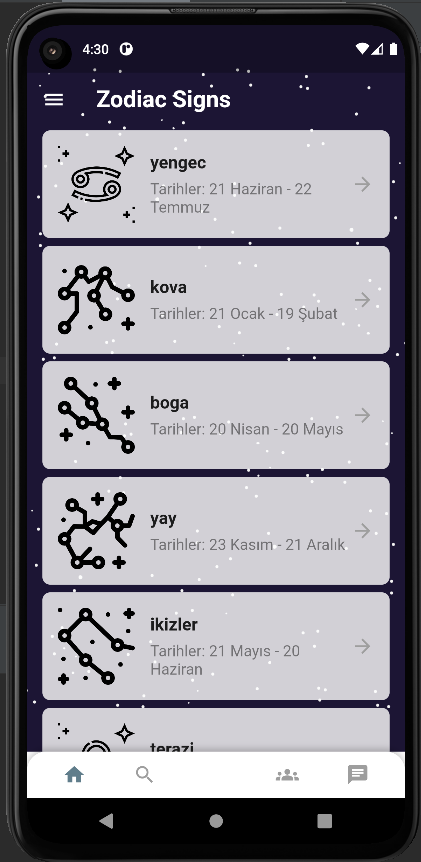 4:30
Zodiac Signs
yengec
Tarihler: 21 Haziran - 22
Temmuz
kova
Tarihler: 21 Ocak - 19 Şubat
boga
Tarihler: 20 Nisan - 20 Mayıs
yay
Tarihler: 23 Kasım - 21 Aralık
ikizler
Tarihler: 21 Mayıs - 20
Haziran
terazi